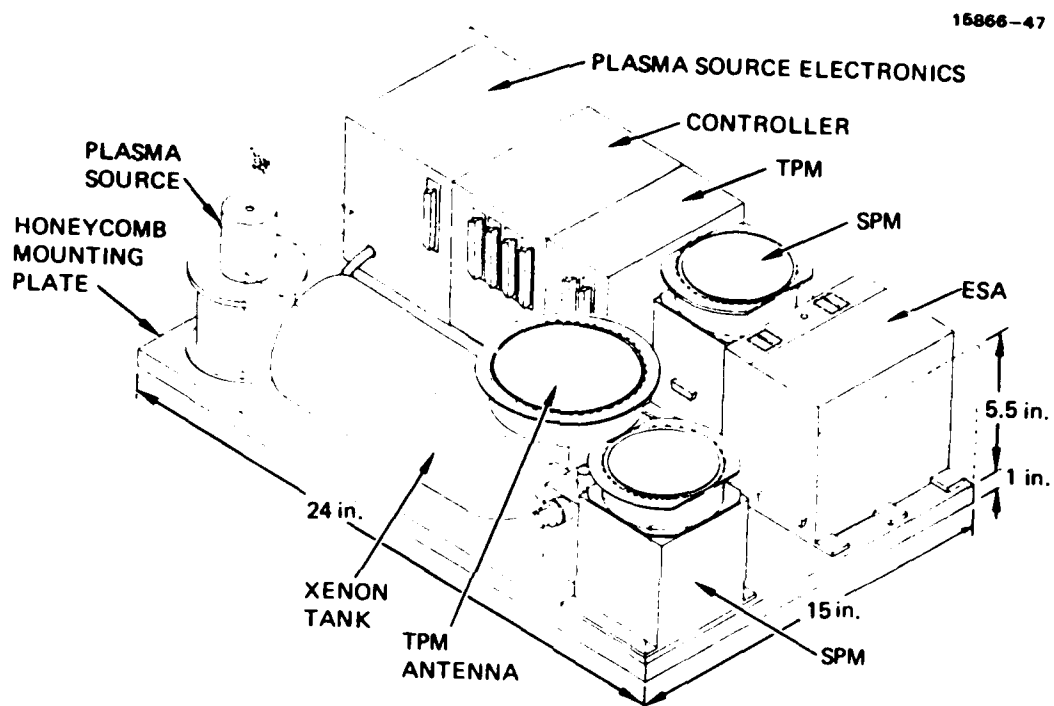 15866-47
PLASMA SOURCE ELECTRONICS
CONTROLLER
TPM
SPM
ESA
PLASMA
SOURCE
HONEYCOMB
MOUNTING
PLATE
5.5 in.
1 in.
24 in.
15 in.
XENON
TANK
TPM
ANTENNA
SPM